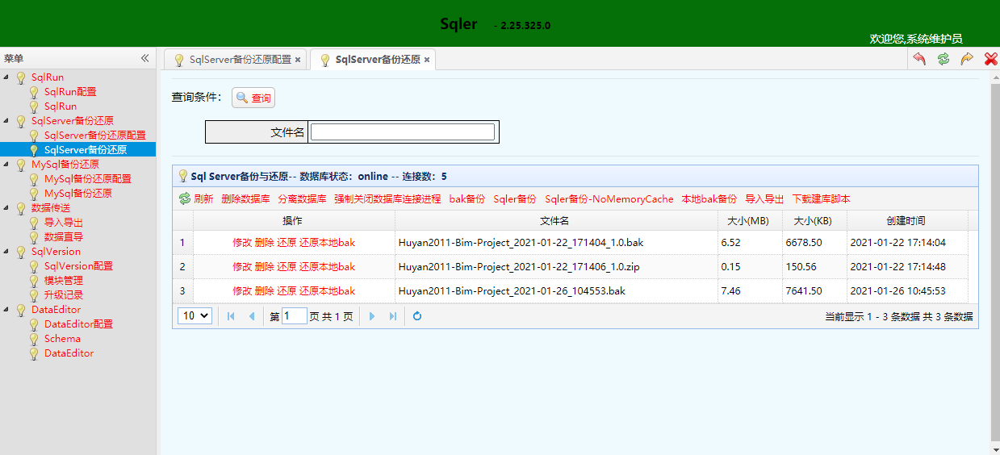 Sqler - 2.25.325.0
欢迎您,系统维护员
菜单
SqlRun
SqlRun配置
SqlRun
SqlServer备份还原
SqlServer备份还原配置
SqlServer备份还原
MySql备份还原
MySql备份还原配置
MySql备份还原
数据传送
导入导出
数据直导
SqlVersion
SqlVersion配置
模块管理
升级记录
DataEditor
DataEditor配置
Schema
DataEditor
SqlServer备份还原配置 SqlServer备份还原
查询条件: 查询
文件名
Sql Server备份与还原-- 数据库状态: online -- 连接数: 5
刷新 删除数据库 分离数据库 强制关闭数据库连接进程 bak备份 Sqler备份 Sqler备份-NoMemoryCache 本地bak备份 导入导出 下载建库脚本
操作 文件名 大小(MB) 大小(KB) 创建时间
1 修改 删除 还原 还原本地bak Huyan2011-Bim-Project_2021-01-22_171404_1.0.bak 6.52 6678.50 2021-01-22 17:14:04
2 修改 删除 还原 还原本地bak Huyan2011-Bim-Project_2021-01-22_171406_1.0.zip 0.15 150.56 2021-01-22 17:14:48
3 修改 删除 还原 还原本地bak Huyan2011-Bim-Project_2021-01-26_104553.bak 7.46 7641.50 2021-01-26 10:45:53
10 第 1 页 共 1 页 当前显示 1 - 3 条数据 共 3 条数据